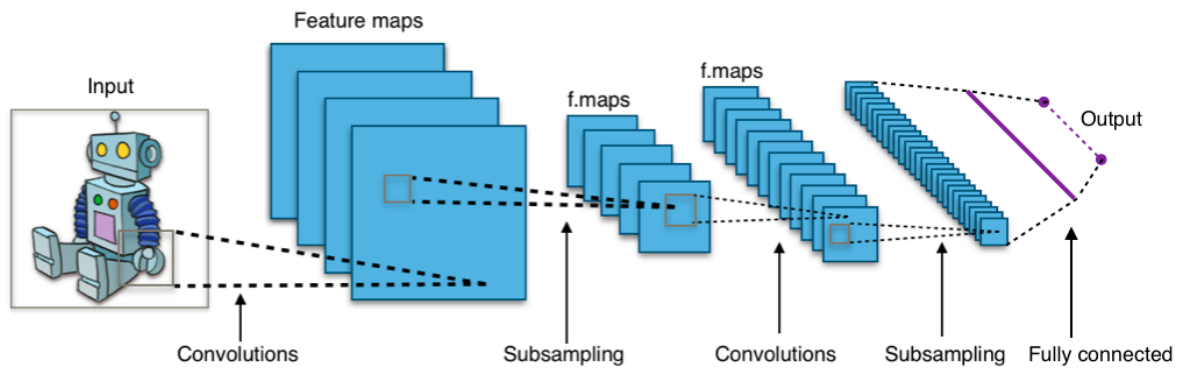 Feature maps
Input
f.maps
f.maps
Output
Convolutions
Subsampling
Convolutions
Subsampling
Fully connected